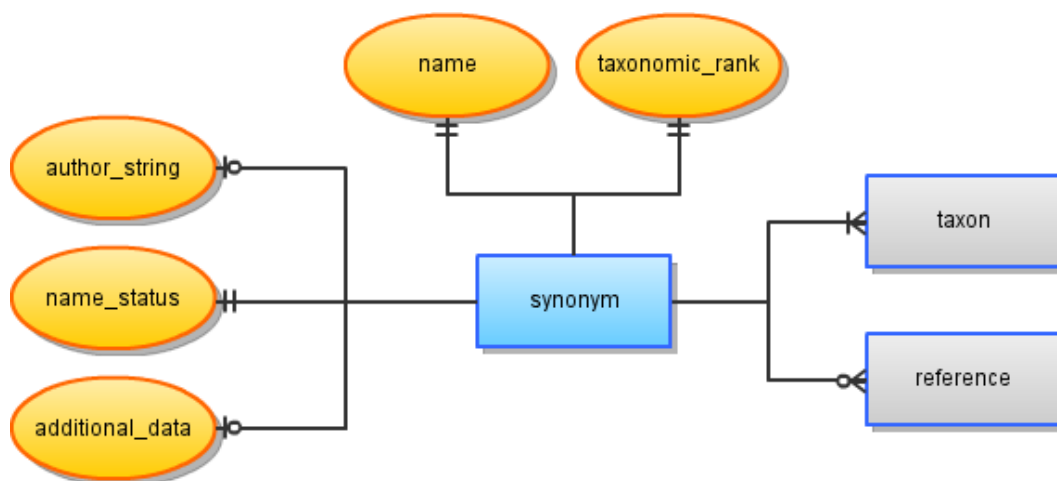 name
taxonomic_rank
author_string
name_status
additional_data
synonym
taxon
reference